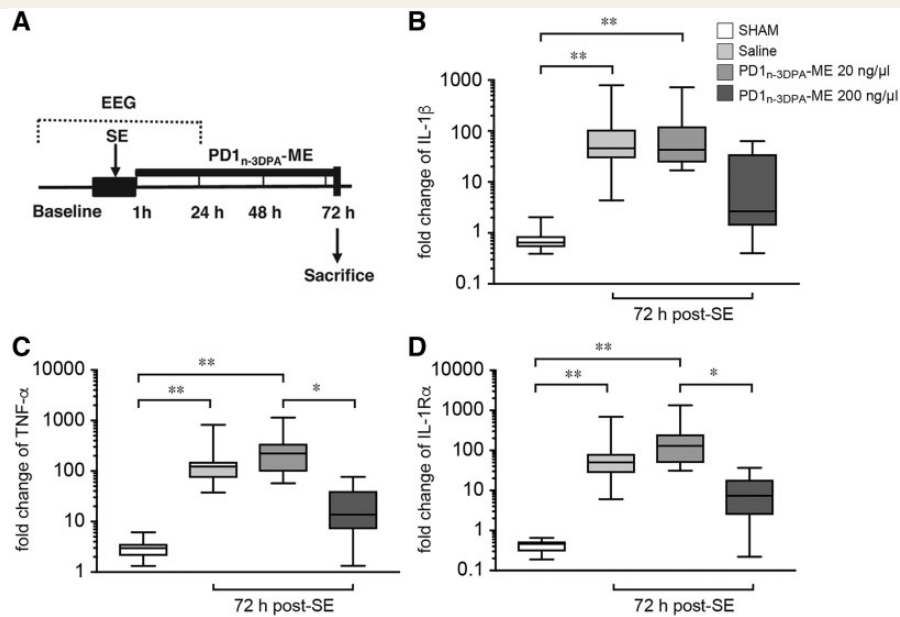 A
EEG
SE
PD1n-3DPA-ME
Baseline 1h 24 h 48 h 72 h
Sacrifice
B
SHAM
Saline
PD1n-3DPA-ME 20 ng/µl
PD1n-3DPA-ME 200 ng/µl
**
**
fold change of IL-1β
1000
100
10
1
0.1
72 h post-SE
C
fold change of TNF-α
10000
1000
100
10
1
**
**
*
72 h post-SE
D
fold change of IL-1Rα
10000
1000
100
10
1
0.1
**
**
*
72 h post-SE